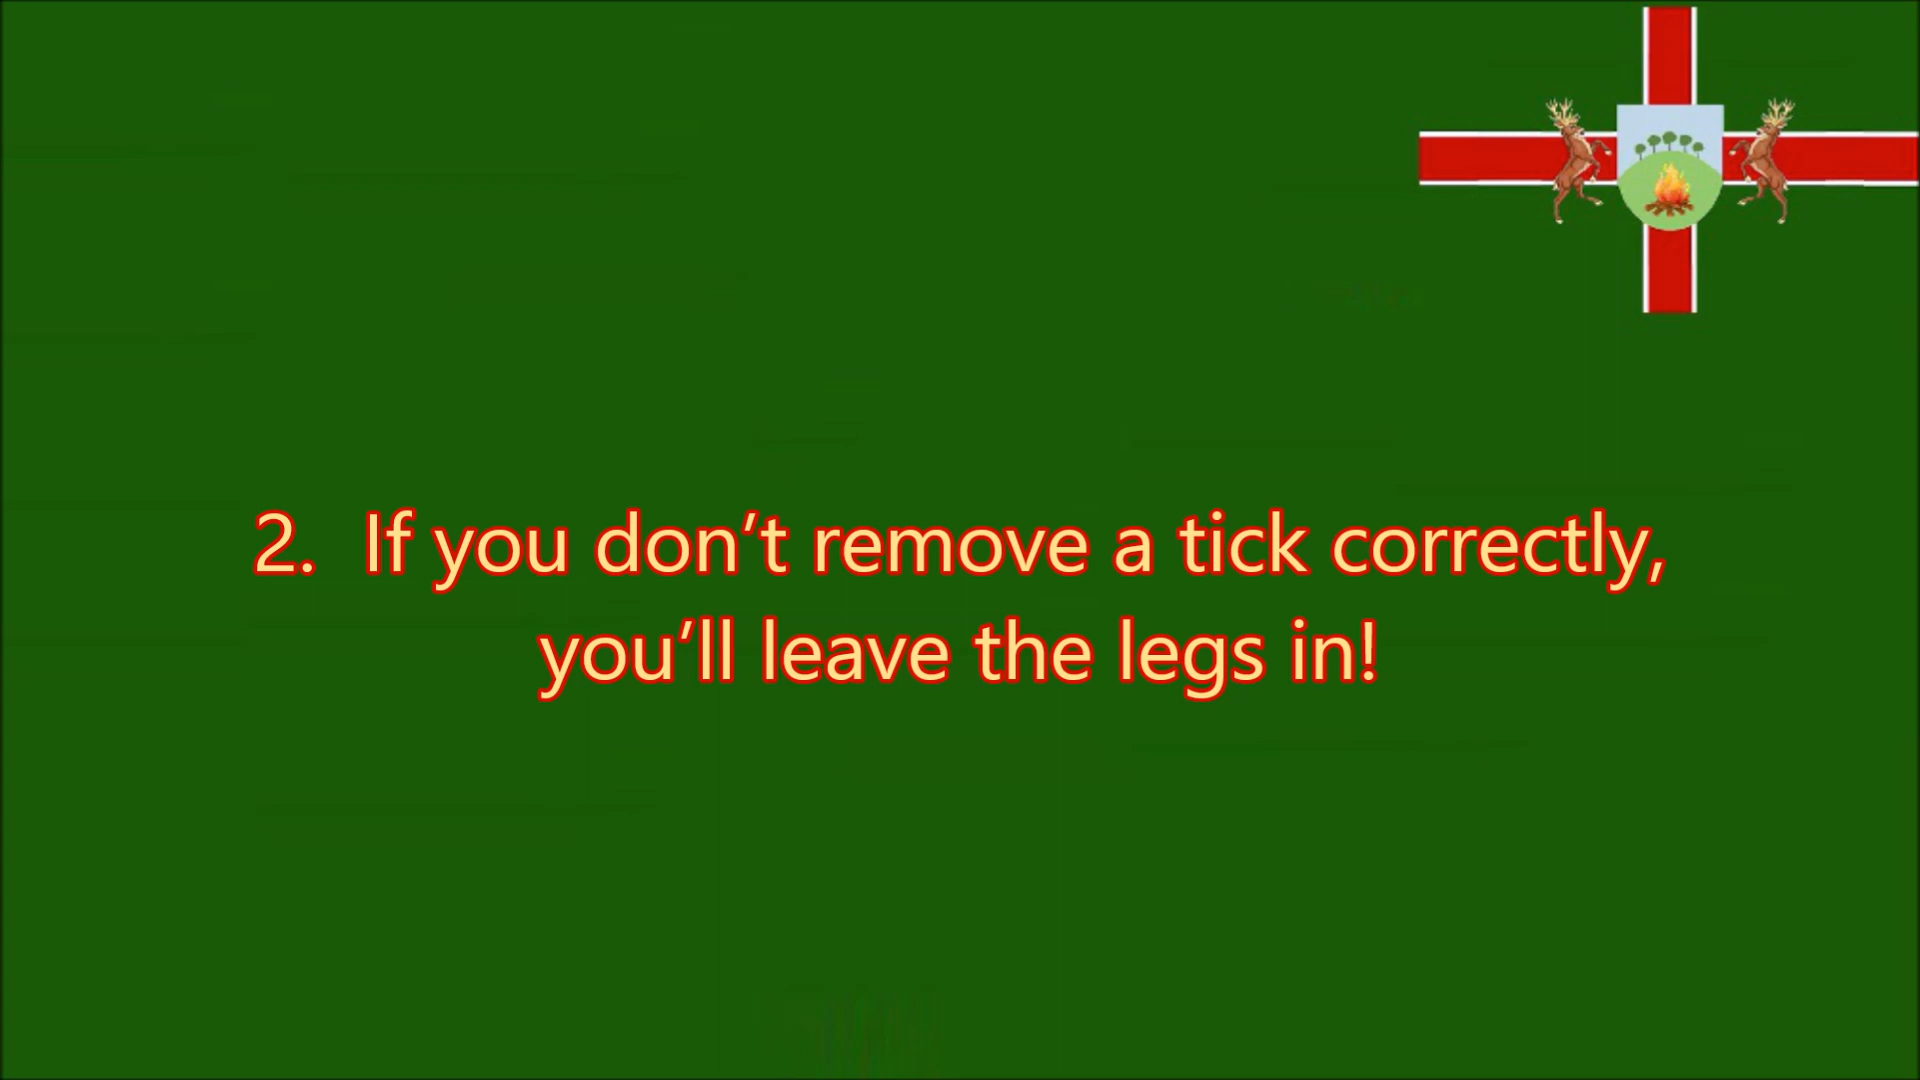 2.  If you don’t remove a tick correctly,
you’ll leave the legs in!